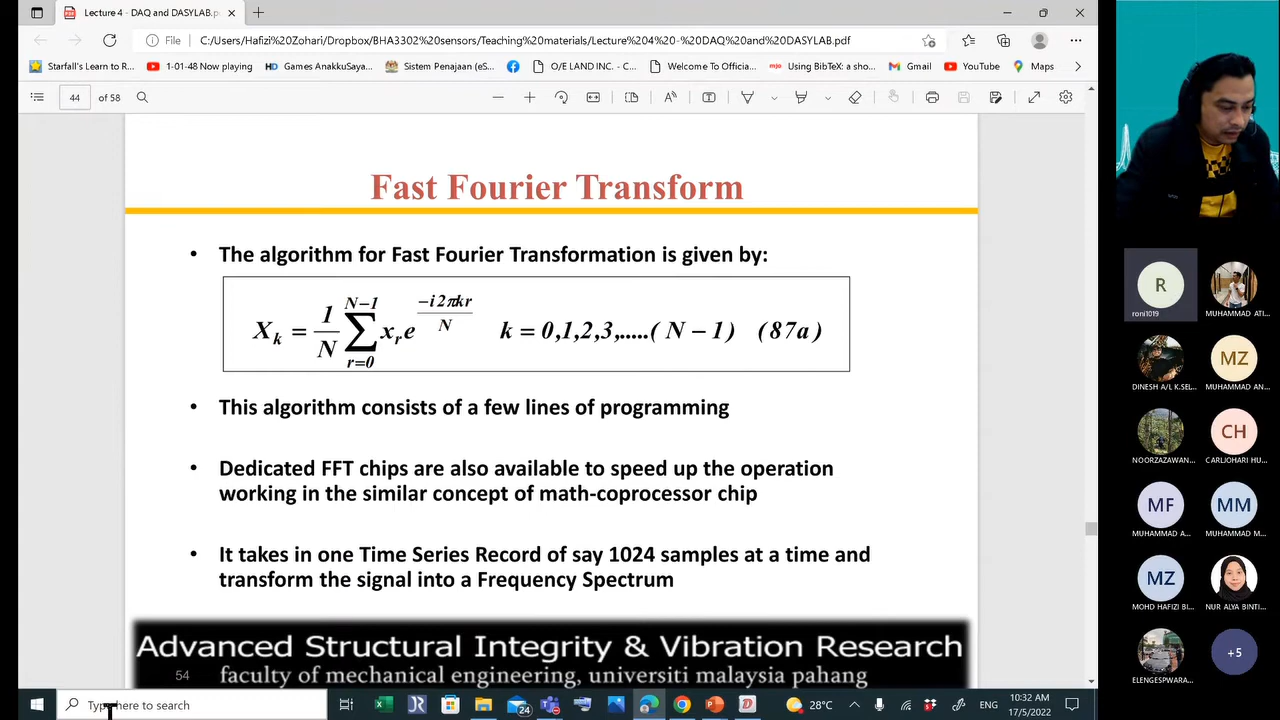 Lecture 4 - DAQ and DASYLAB.p
File
C:/Users/Hafizi%20Zohari/Dropbox/BHA3302%20sensors/Teaching%20materials/Lecture%204%20-%20DAQ%20and%20DASYLAB.pdf
Starfall's Learn to R...
1-01-48 Now playing
HD Games AnakkuSaya...
Sistem Penajaan (eS...
O/E LAND INC. - C...
Welcome To Officia...
mjo Using BibTeX: a sho...
Gmail
YouTube
Maps
44 of 58
Fast Fourier Transform
• The algorithm for Fast Fourier Transformation is given by:
X_k = 1/N ∑_{r=0}^{N-1} x_r e^{-i2πkr/N} k = 0,1,2,3,.....( N – 1) (87a)
• This algorithm consists of a few lines of programming
• Dedicated FFT chips are also available to speed up the operation
working in the similar concept of math-coprocessor chip
• It takes in one Time Series Record of say 1024 samples at a time and
transform the signal into a Frequency Spectrum
Advanced Structural Integrity & Vibration Research
54 faculty of mechanical engineering, universiti malaysia pahang
R
roni1019
MUHAMMAD ATI...
DINESH A/L K.SEL...
MZ
MUHAMMAD AN...
NOORZAZAWAN...
CH
CARLJOHARI HU...
MF
MUHAMMAD A...
MM
MUHAMMAD M...
MZ
MOHD HAFIZI BI...
NUR ALYA BINTI...
ELENGESPWARA...
+5
Type here to search
24
28°C
ENG
10:32 AM
17/5/2022